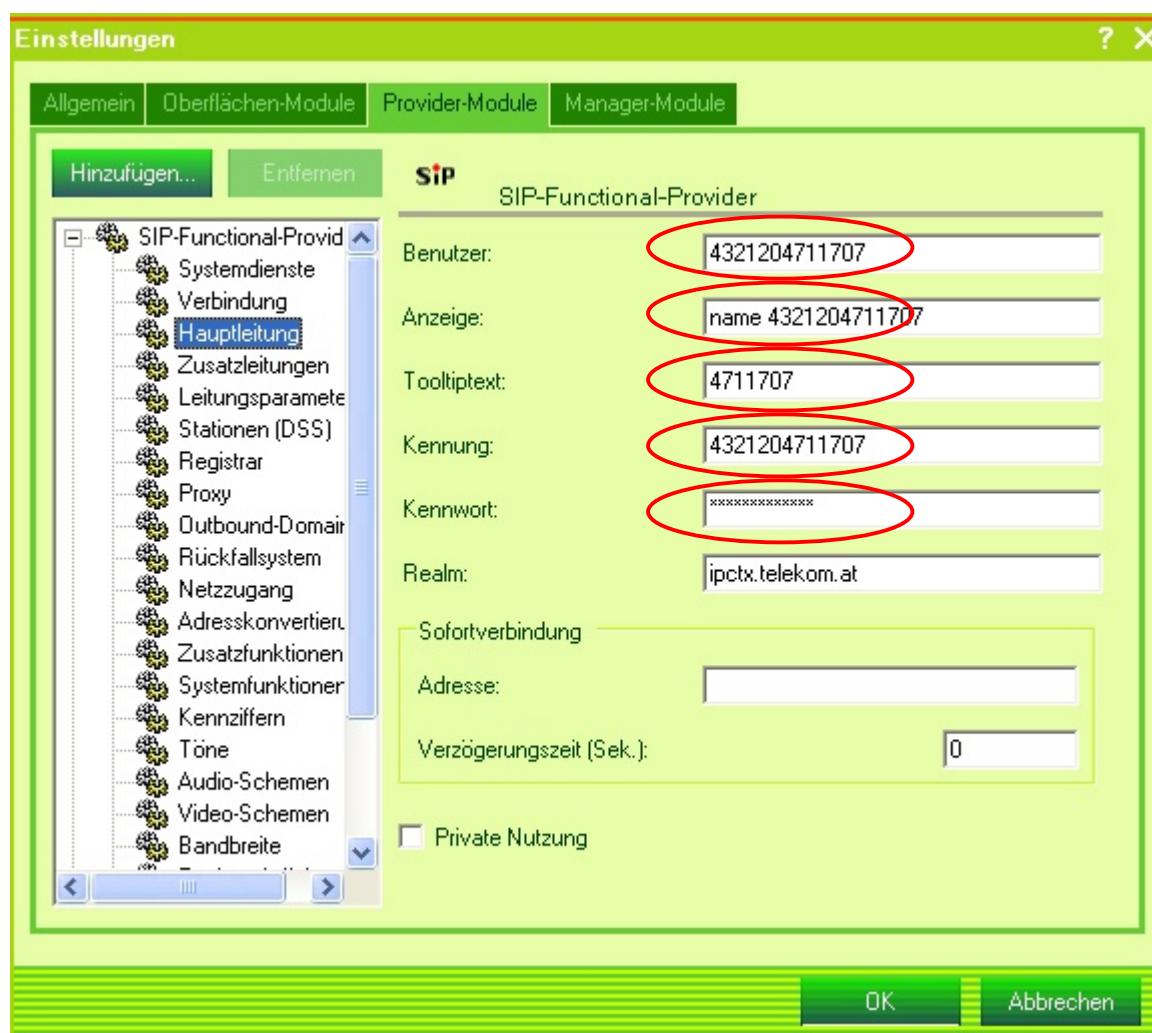 Einstellungen ? X
Allgemein Oberflächen-Module Provider-Module Manager-Module
Hinzufügen... Entfernen
SIP
SIP-Functional-Provider
SIP-Functional-Provid
Systemdienste
Verbindung
Hauptleitung
Zusatzleitungen
Leitungsparamete
Stationen (DSS)
Registrar
Proxy
Outbound-Domair
Rückfallsystem
Netzzugang
Adresskonvertieru
Zusatzfunktionen
Systemfunktioner
Kennziffern
Töne
Audio-Schemen
Video-Schemen
Bandbreite
Benutzer: 4321204711707
Anzeige: name 4321204711707
Tooltiptext: 4711707
Kennung: 4321204711707
Kennwort: *************
Realm: ipctx.telekom.at
Sofortverbindung
Adresse:
Verzögerungszeit (Sek.): 0
Private Nutzung
OK Abbrechen